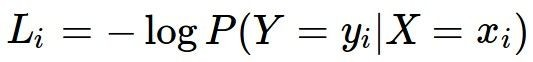 L_i = − log P(Y = y_i|X = x_i)